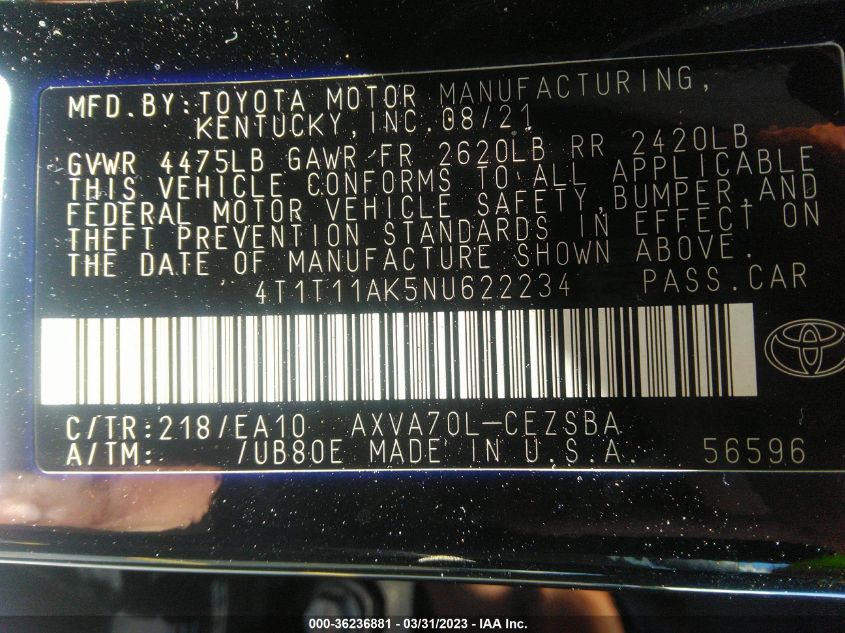 MFD.BY:TOYOTA MOTOR MANUFACTURING,
KENTUCKY,INC.08/21
GVWR 4475LB GAWR FR 2620LB RR 2420LB
THIS VEHICLE CONFORMS TO ALL APPLICABLE
FEDERAL MOTOR VEHICLE SAFETY,BUMPER,AND
THEFT PREVENTION STANDARDS IN EFFECT ON
THE DATE OF MANUFACTURE SHOWN ABOVE.
4T1T11AK5NU622234 PASS.CAR
C/TR:218/EA10 AXVA70L-CEZSBA
A/TM: /UB80E MADE IN U.S.A. 56596
000-36236881 - 03/31/2023 - IAA Inc.